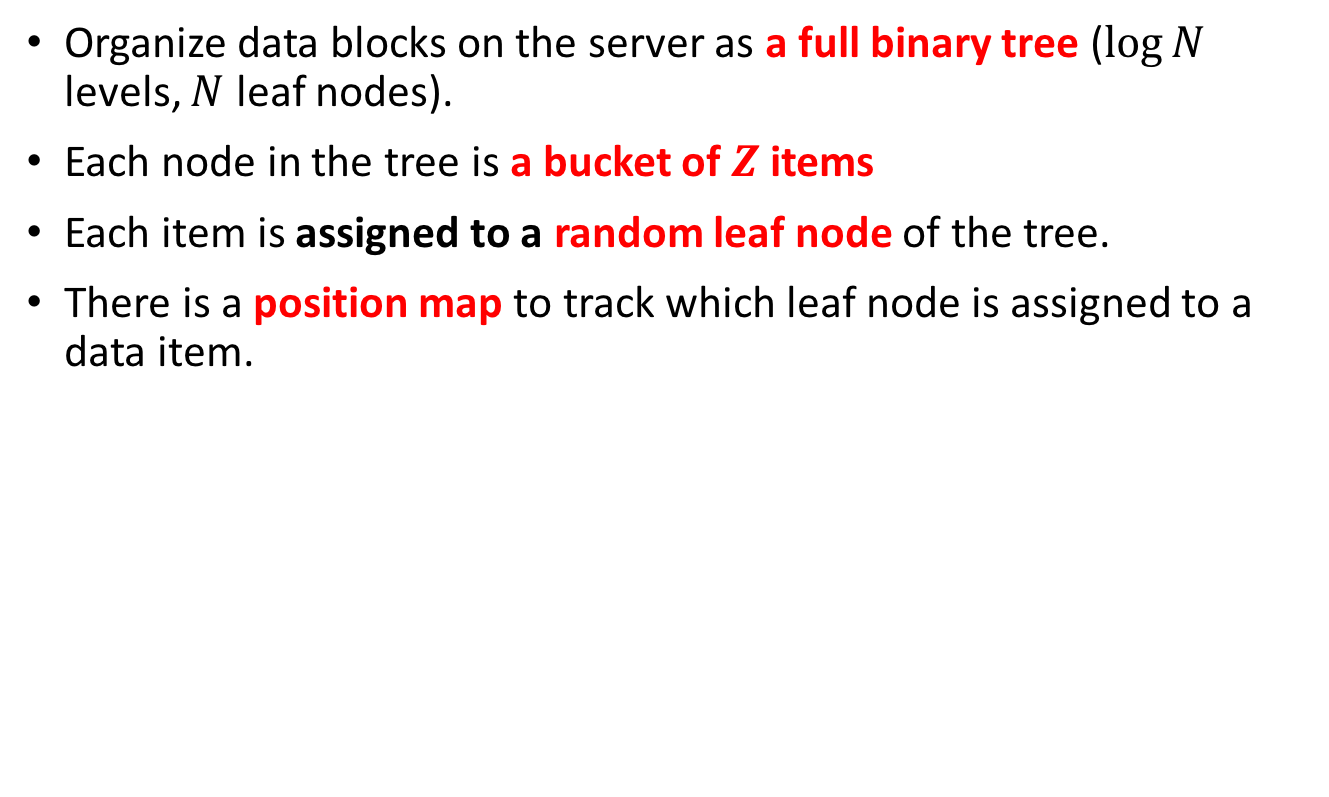 • Organize data blocks on the server as a full binary tree (log N
levels, N leaf nodes).
• Each node in the tree is a bucket of Z items
• Each item is assigned to a random leaf node of the tree.
• There is a position map to track which leaf node is assigned to a
data item.